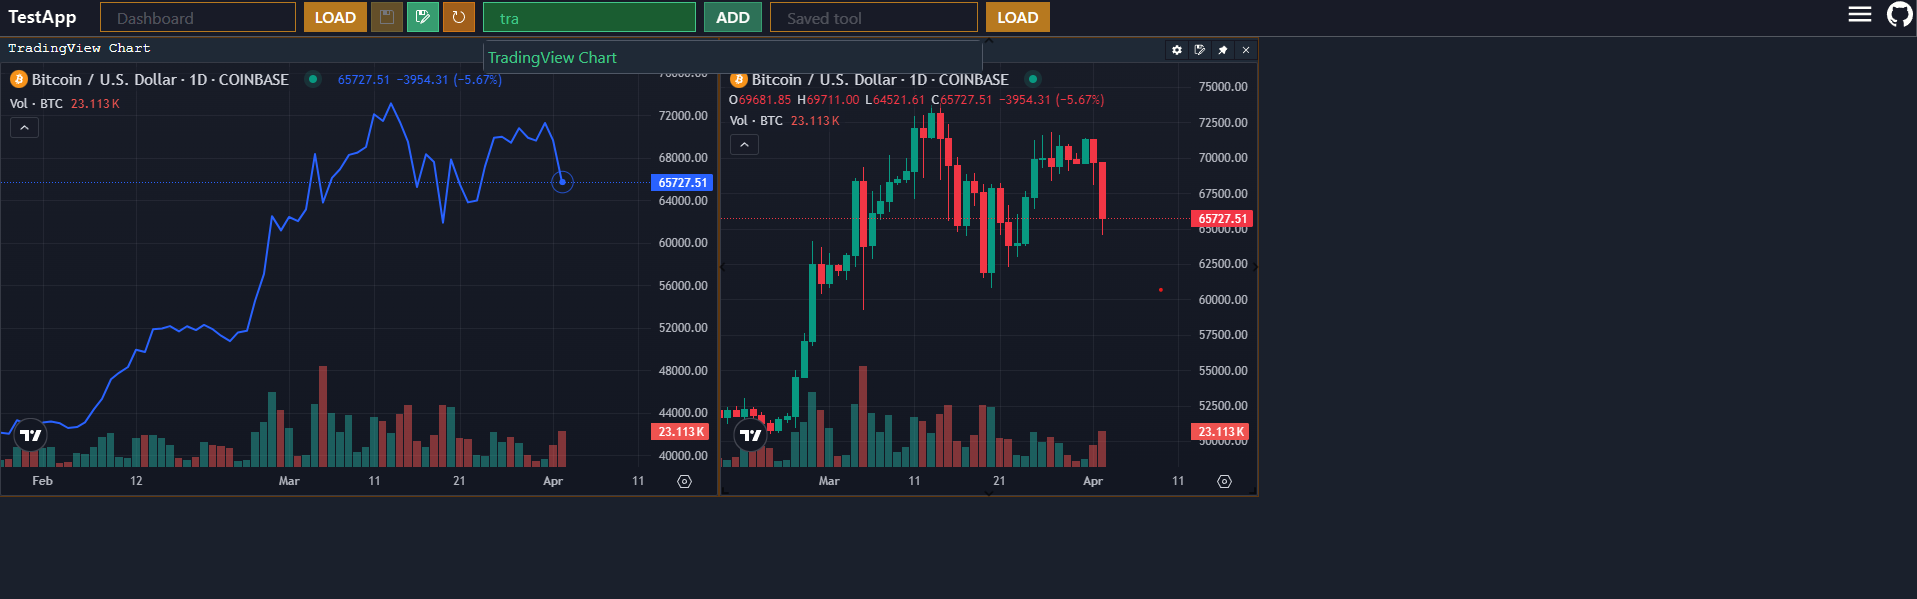 TestApp
Dashboard
LOAD
tra
ADD
Saved tool
LOAD
TradingView Chart
TradingView Chart
Bitcoin / U.S. Dollar · 1D · COINBASE
65727.51 −3954.31 (−5.67%)
Vol · BTC 23.113 K
72000.00
68000.00
65727.51
64000.00
60000.00
56000.00
52000.00
48000.00
44000.00
23.113 K
40000.00
Feb
12
Mar
11
21
Apr
11
Bitcoin / U.S. Dollar · 1D · COINBASE
O69681.85 H69711.00 L64521.61 C65727.51 −3954.31 (−5.67%)
Vol · BTC 23.113 K
75000.00
72500.00
70000.00
67500.00
65727.51
65000.00
62500.00
60000.00
57500.00
55000.00
52500.00
23.113 K
50000.00
Mar
11
21
Apr
11